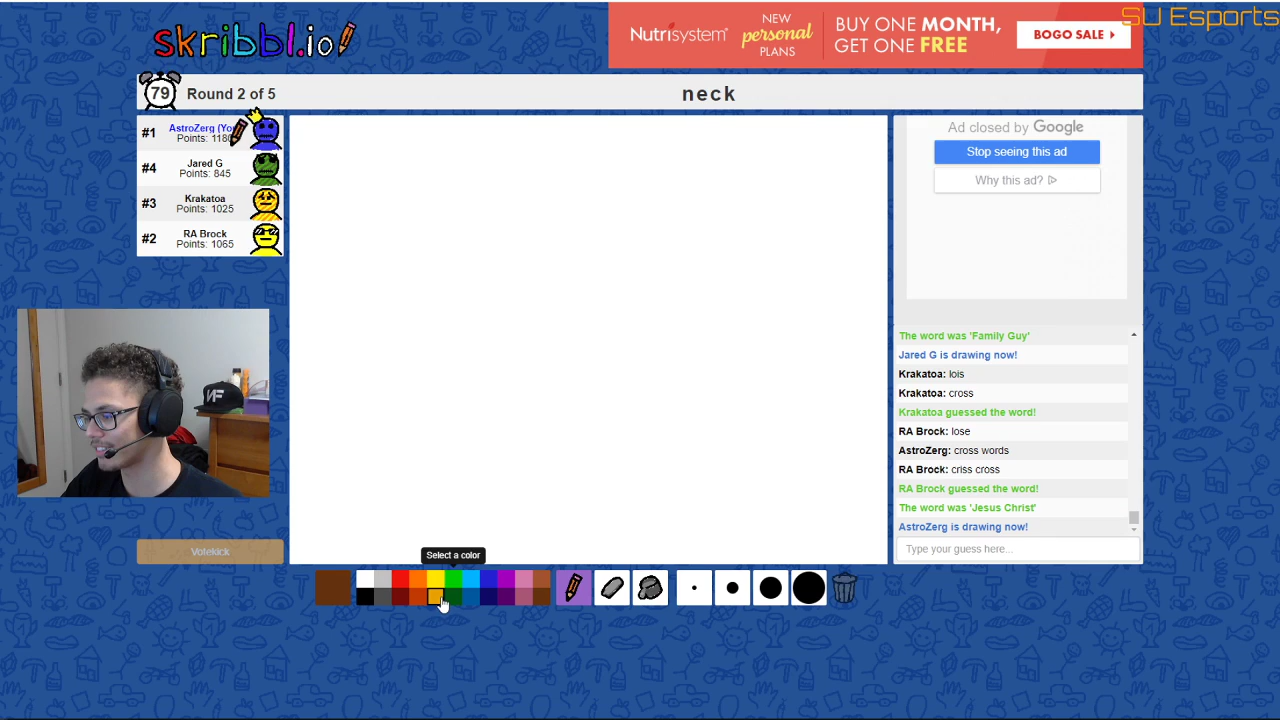 skribbl.io
Nutrisystem
NEW
personal
PLANS
BUY ONE MONTH,
GET ONE FREE
BOGO SALE
SU Esports
79
Round 2 of 5
neck
#1
AstroZerg (Yo
Points: 1180
#4
Jared G
Points: 845
#3
Krakatoa
Points: 1025
#2
RA Brock
Points: 1065
Ad closed by Google
Stop seeing this ad
Why this ad?
The word was 'Family Guy'
Jared G is drawing now!
Krakatoa: lois
Krakatoa: cross
Krakatoa guessed the word!
RA Brock: lose
AstroZerg: cross words
RA Brock: criss cross
RA Brock guessed the word!
The word was 'Jesus Christ'
AstroZerg is drawing now!
Type your guess here...
NF
Votekick
Select a color